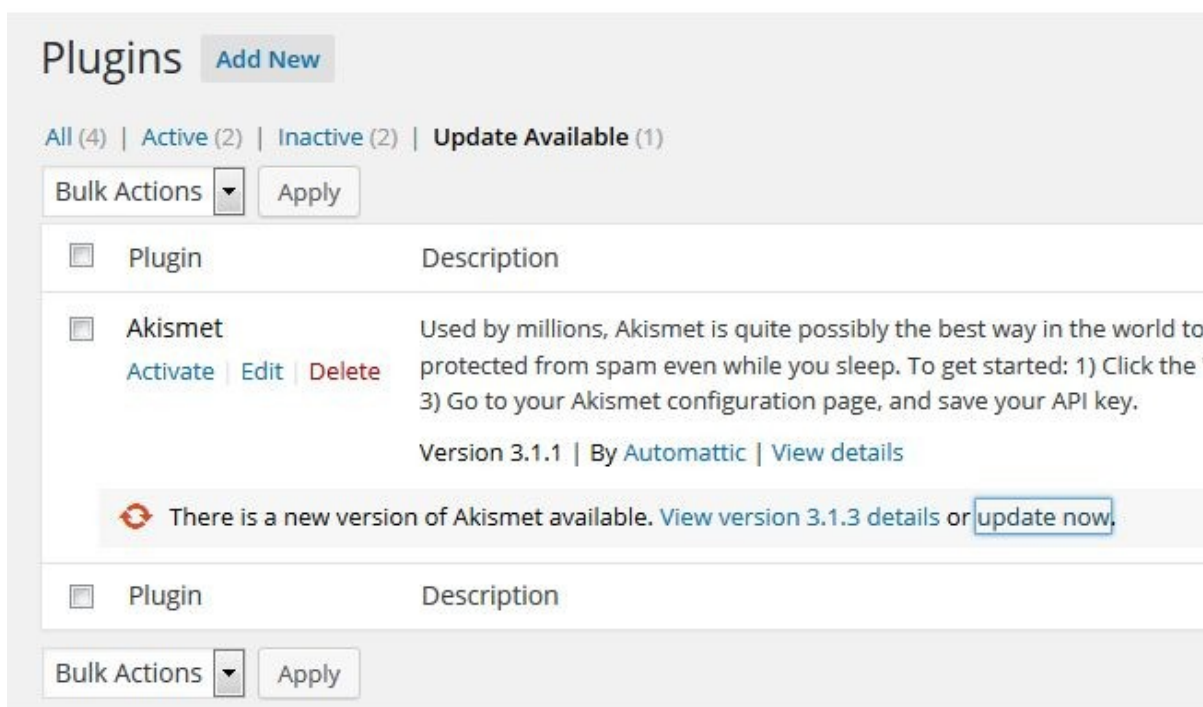 Plugins Add New
All (4) | Active (2) | Inactive (2) | Update Available (1)
Bulk Actions Apply
Plugin Description
Akismet Used by millions, Akismet is quite possibly the best way in the world to
Activate | Edit | Delete protected from spam even while you sleep. To get started: 1) Click the
3) Go to your Akismet configuration page, and save your API key.
Version 3.1.1 | By Automattic | View details
There is a new version of Akismet available. View version 3.1.3 details or update now.
Plugin Description
Bulk Actions Apply